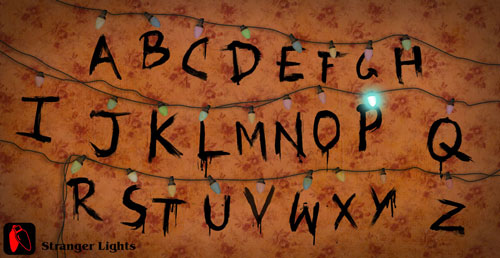 A B C D E F G H
I J K L M N O P Q
R S T U V W X Y Z
Stranger Lights